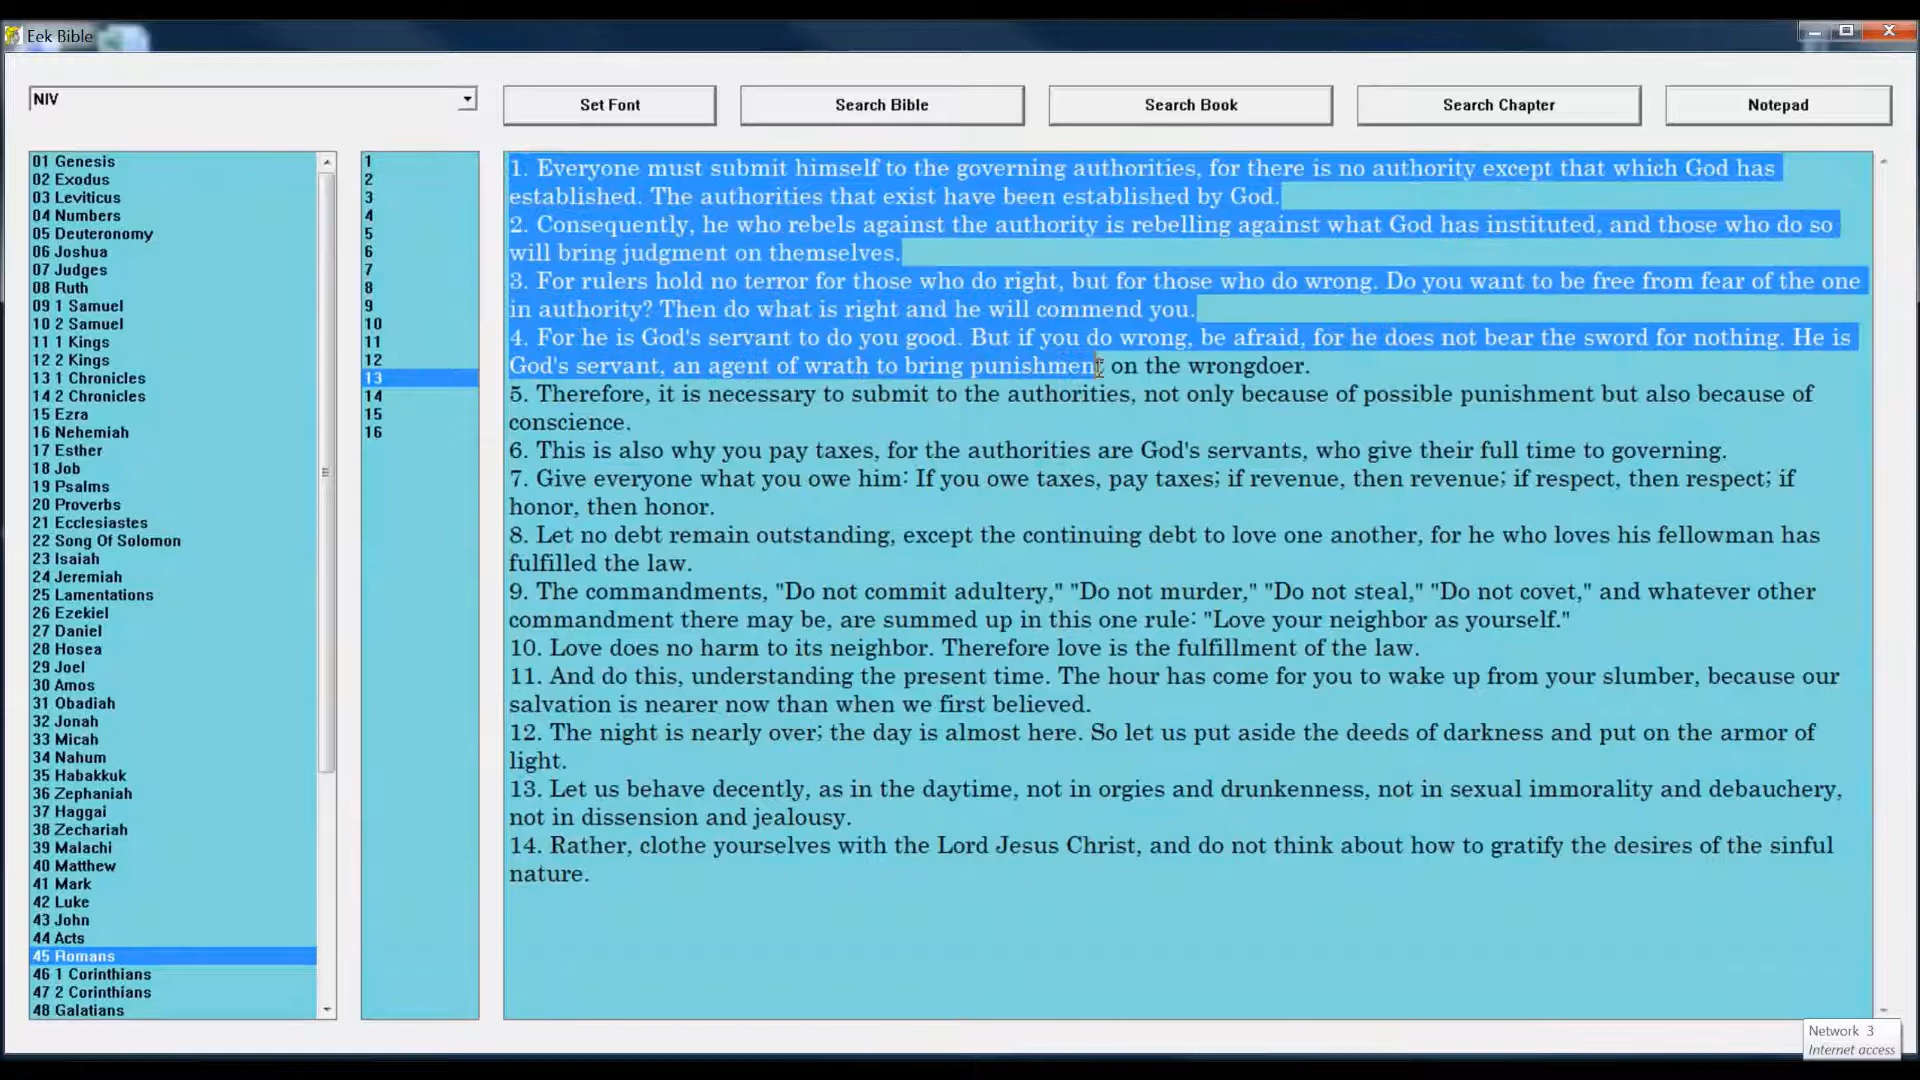 Eek Bible
NIV
Set Font
Search Bible
Search Book
Search Chapter
Notepad
01 Genesis
02 Exodus
03 Leviticus
04 Numbers
05 Deuteronomy
06 Joshua
07 Judges
08 Ruth
09 1 Samuel
10 2 Samuel
11 1 Kings
12 2 Kings
13 1 Chronicles
14 2 Chronicles
15 Ezra
16 Nehemiah
17 Esther
18 Job
19 Psalms
20 Proverbs
21 Ecclesiastes
22 Song Of Solomon
23 Isaiah
24 Jeremiah
25 Lamentations
26 Ezekiel
27 Daniel
28 Hosea
29 Joel
30 Amos
31 Obadiah
32 Jonah
33 Micah
34 Nahum
35 Habakkuk
36 Zephaniah
37 Haggai
38 Zechariah
39 Malachi
40 Matthew
41 Mark
42 Luke
43 John
44 Acts
45 Romans
46 1 Corinthians
47 2 Corinthians
48 Galatians
1
2
3
4
5
6
7
8
9
10
11
12
13
14
15
16
1. Everyone must submit himself to the governing authorities, for there is no authority except that which God has
established. The authorities that exist have been established by God.
2. Consequently, he who rebels against the authority is rebelling against what God has instituted, and those who do so
will bring judgment on themselves.
3. For rulers hold no terror for those who do right, but for those who do wrong. Do you want to be free from fear of the one
in authority? Then do what is right and he will commend you.
4. For he is God's servant to do you good. But if you do wrong, be afraid, for he does not bear the sword for nothing. He is
God's servant, an agent of wrath to bring punishment on the wrongdoer.
5. Therefore, it is necessary to submit to the authorities, not only because of possible punishment but also because of
conscience.
6. This is also why you pay taxes, for the authorities are God's servants, who give their full time to governing.
7. Give everyone what you owe him: If you owe taxes, pay taxes; if revenue, then revenue; if respect, then respect; if
honor, then honor.
8. Let no debt remain outstanding, except the continuing debt to love one another, for he who loves his fellowman has
fulfilled the law.
9. The commandments, "Do not commit adultery," "Do not murder," "Do not steal," "Do not covet," and whatever other
commandment there may be, are summed up in this one rule: "Love your neighbor as yourself."
10. Love does no harm to its neighbor. Therefore love is the fulfillment of the law.
11. And do this, understanding the present time. The hour has come for you to wake up from your slumber, because our
salvation is nearer now than when we first believed.
12. The night is nearly over; the day is almost here. So let us put aside the deeds of darkness and put on the armor of
light.
13. Let us behave decently, as in the daytime, not in orgies and drunkenness, not in sexual immorality and debauchery,
not in dissension and jealousy.
14. Rather, clothe yourselves with the Lord Jesus Christ, and do not think about how to gratify the desires of the sinful
nature.
Network 3
Internet access